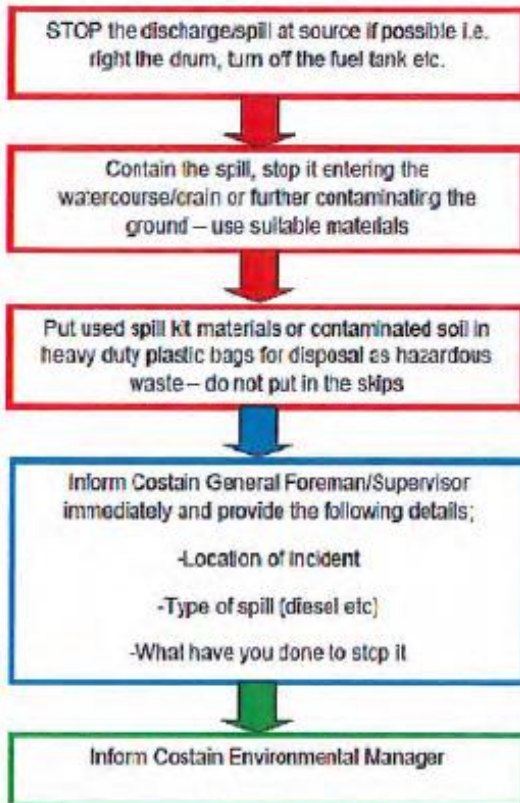 STOP the discharge/spill at source if possible i.e.
right the drum, turn off the fuel tank etc.
Contain the spill, stop it entering the
watercourse/drain or further contaminating the
ground – use suitable materials
Put used spill kit materials or contaminated soil in
heavy duty plastic bags for disposal as hazardous
waste – do not put in the skips
Inform Costain General Foreman/Supervisor
immediately and provide the following details;
-Location of Incident
-Type of spill (diesel etc)
-What have you done to stop it
Inform Costain Environmental Manager